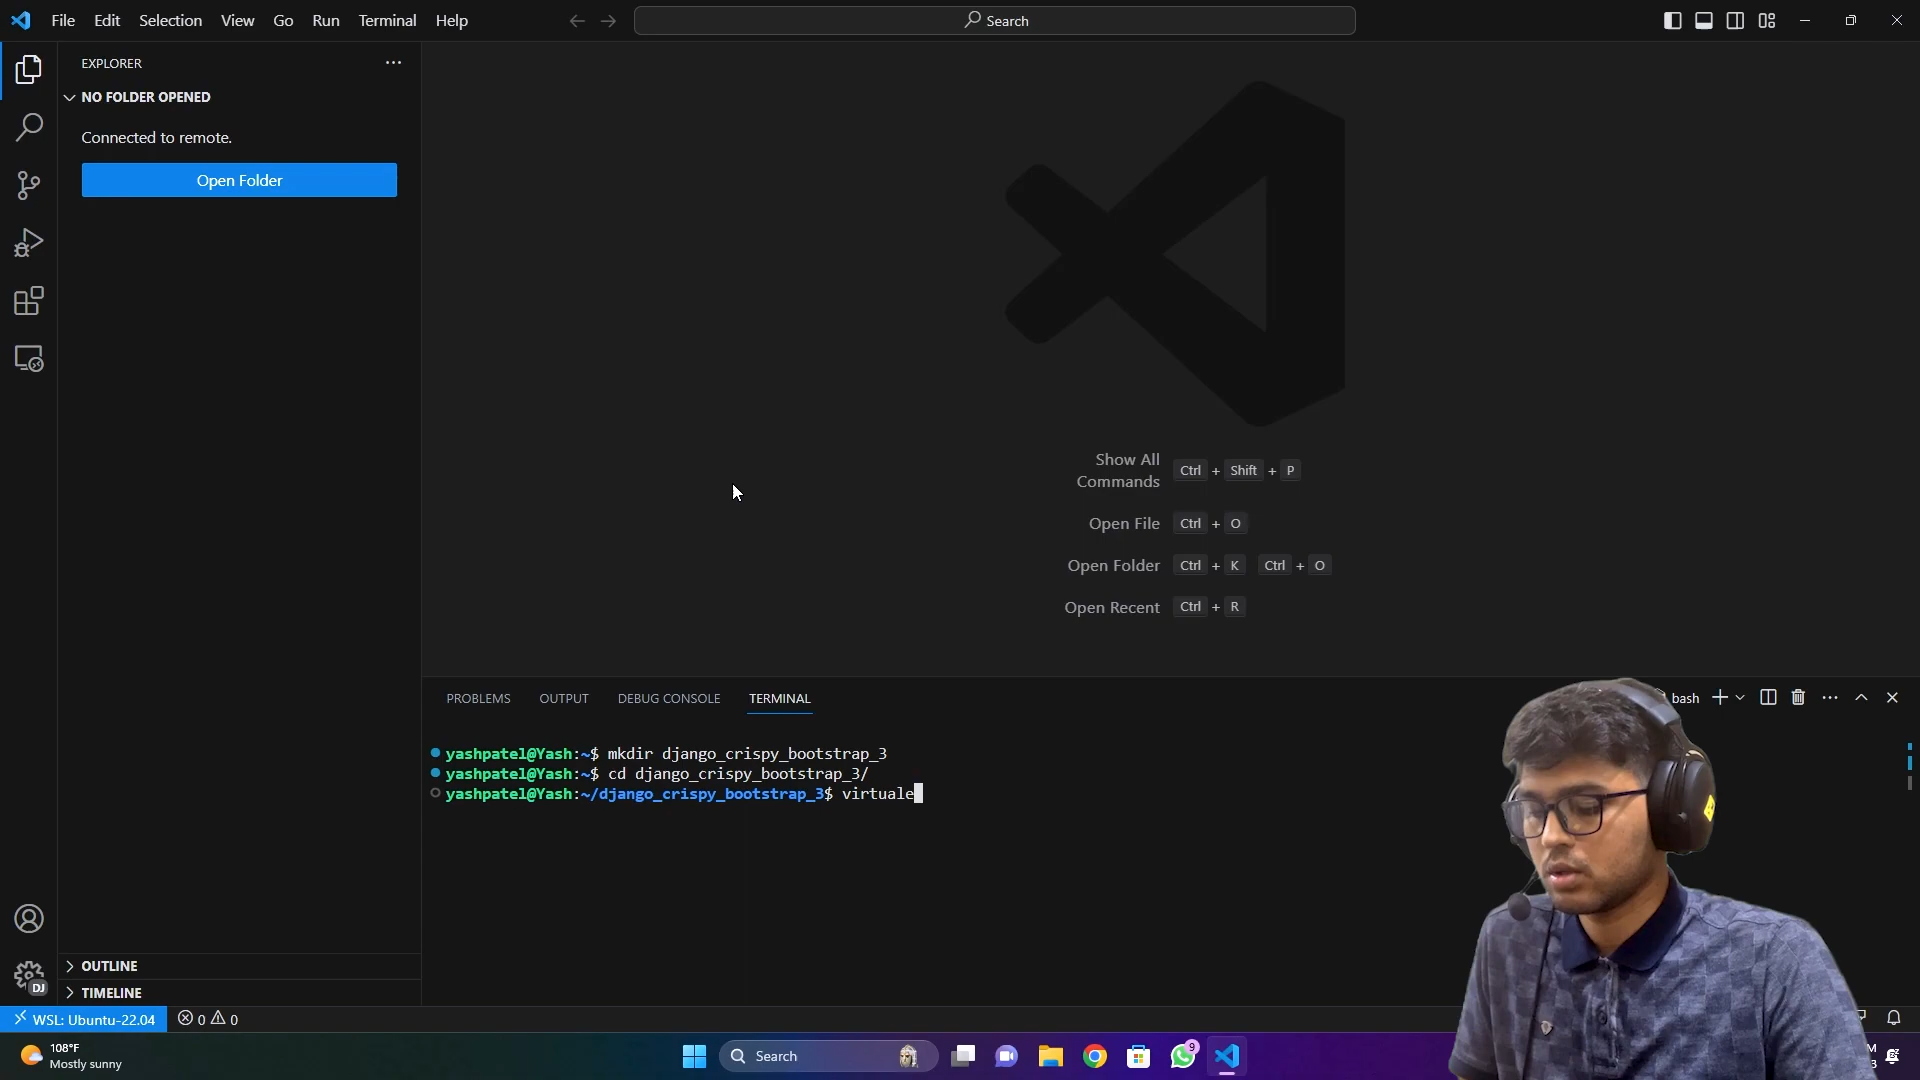 File Edit Selection View Go Run Terminal Help
Search
EXPLORER
NO FOLDER OPENED
Connected to remote.
Open Folder
Show All Commands Ctrl + Shift + P
Open File Ctrl + O
Open Folder Ctrl + K Ctrl + O
Open Recent Ctrl + R
PROBLEMS OUTPUT DEBUG CONSOLE TERMINAL
bash
yashpatel@Yash:~$ mkdir django_crispy_bootstrap_3
yashpatel@Yash:~$ cd django_crispy_bootstrap_3/
yashpatel@Yash:~/django_crispy_bootstrap_3$ virtuale
DJ
OUTLINE
TIMELINE
WSL: Ubuntu-22.04 0 0
108°F
Mostly sunny
Search
9